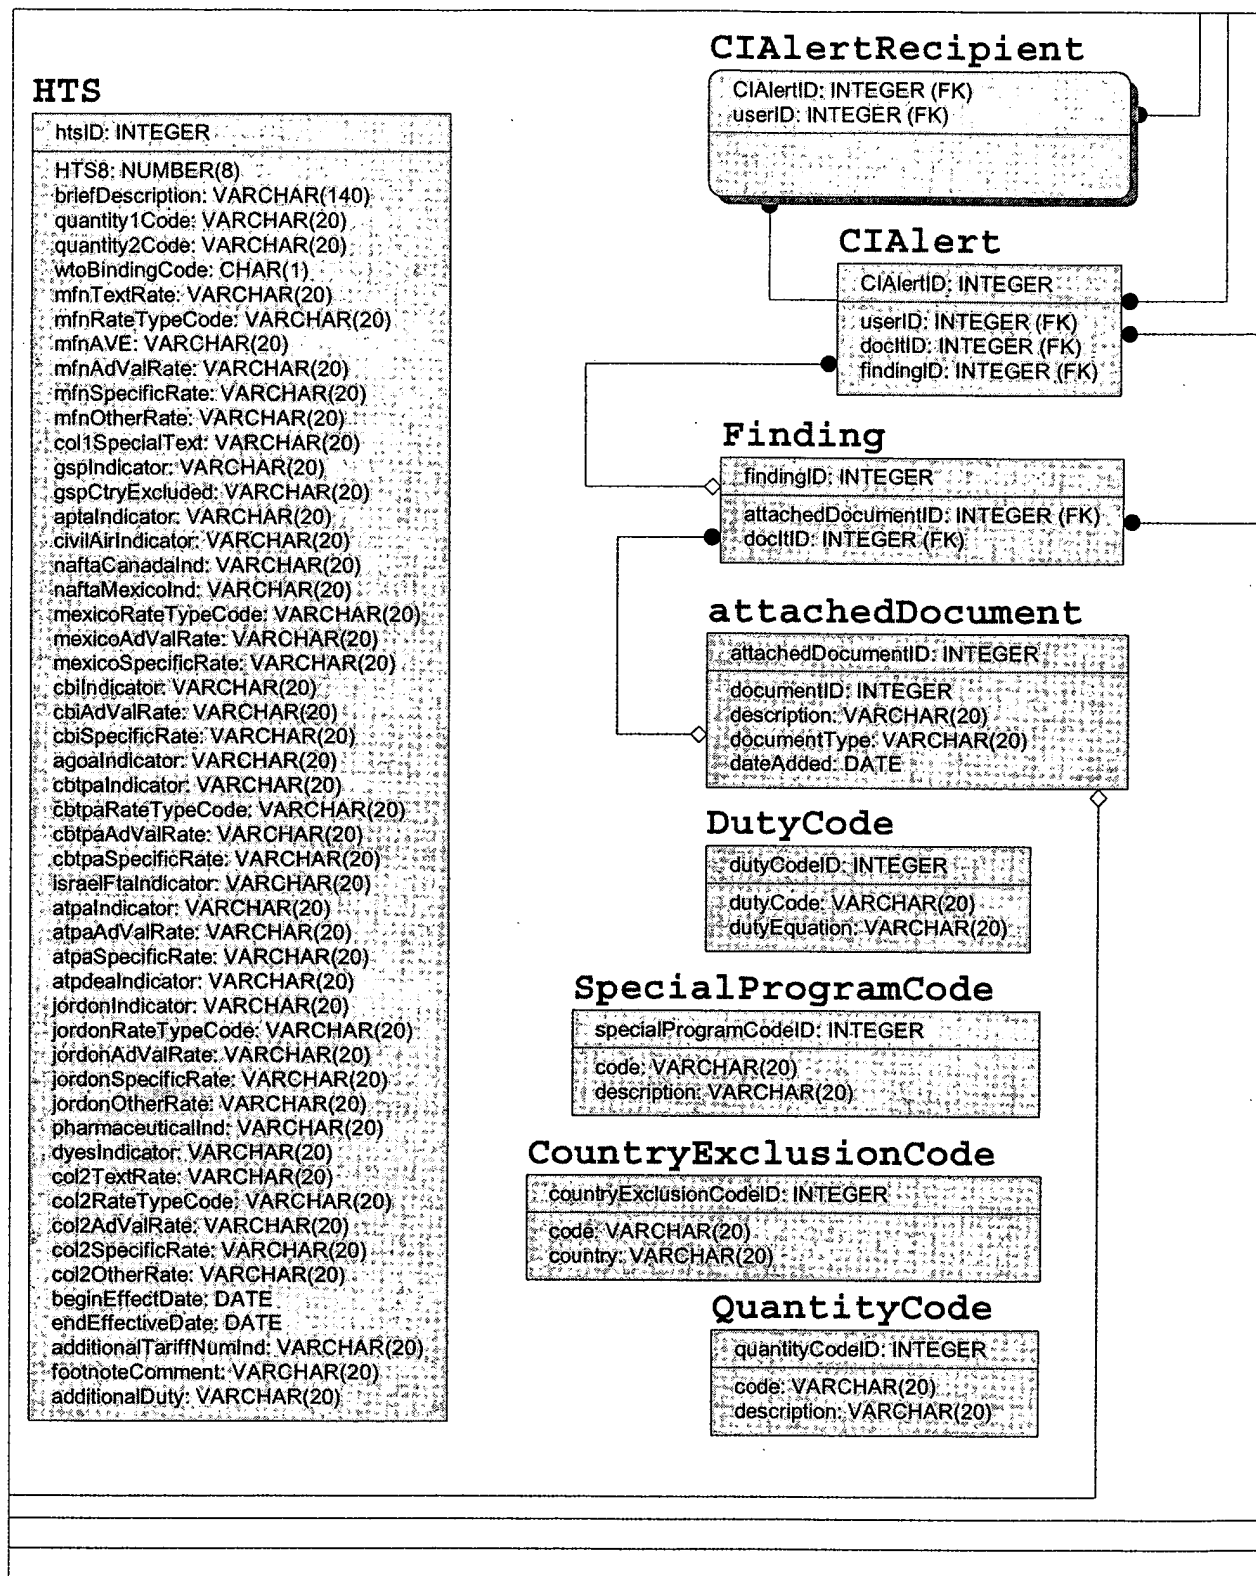 HTS
htsID: INTEGER
HTS8: NUMBER(8)
briefDescription: VARCHAR(140)
quantity1Code: VARCHAR(20)
quantity2Code: VARCHAR(20)
wtoBindingCode: CHAR(1)
mfnTextRate: VARCHAR(20)
mfnRateTypeCode: VARCHAR(20)
mfnAVE: VARCHAR(20)
mfnAdValRate: VARCHAR(20)
mfnSpecificRate: VARCHAR(20)
mfnOtherRate: VARCHAR(20)
col1SpecialText: VARCHAR(20)
gspIndicator: VARCHAR(20)
gspCtryExcluded: VARCHAR(20)
aptaIndicator: VARCHAR(20)
civilAirIndicator: VARCHAR(20)
naftaCanadaInd: VARCHAR(20)
naftaMexicoInd: VARCHAR(20)
mexicoRateTypeCode: VARCHAR(20)
mexicoAdValRate: VARCHAR(20)
mexicoSpecificRate: VARCHAR(20)
cbiIndicator: VARCHAR(20)
cbiAdValRate: VARCHAR(20)
cbiSpecificRate: VARCHAR(20)
agoaIndicator: VARCHAR(20)
cbtpaIndicator: VARCHAR(20)
cbtpaRateTypeCode: VARCHAR(20)
cbtpaAdValRate: VARCHAR(20)
cbtpaSpecificRate: VARCHAR(20)
israelFtaIndicator: VARCHAR(20)
atpaIndicator: VARCHAR(20)
atpaAdValRate: VARCHAR(20)
atpaSpecificRate: VARCHAR(20)
atpdeaIndicator: VARCHAR(20)
jordonIndicator: VARCHAR(20)
jordonRateTypeCode: VARCHAR(20)
jordonAdValRate: VARCHAR(20)
jordonSpecificRate: VARCHAR(20)
jordonOtherRate: VARCHAR(20)
pharmaceuticalInd: VARCHAR(20)
dyesIndicator: VARCHAR(20)
col2TextRate: VARCHAR(20)
col2RateTypeCode: VARCHAR(20)
col2AdValRate: VARCHAR(20)
col2SpecificRate: VARCHAR(20)
col2OtherRate: VARCHAR(20)
beginEffectDate: DATE
endEffectiveDate: DATE
additionalTariffNumInd: VARCHAR(20)
footnoteComment: VARCHAR(20)
additionalDuty: VARCHAR(20)
CIAlertRecipient
CIAlertID: INTEGER (FK)
userID: INTEGER (FK)
CIAlert
CIAlertID: INTEGER
userID: INTEGER (FK)
docItID: INTEGER (FK)
findingID: INTEGER (FK)
Finding
findingID: INTEGER
attachedDocumentID: INTEGER (FK)
docItID: INTEGER (FK)
attachedDocument
attachedDocumentID: INTEGER
documentID: INTEGER
description: VARCHAR(20)
documentType: VARCHAR(20)
dateAdded: DATE
DutyCode
dutyCodeID: INTEGER
dutyCode: VARCHAR(20)
dutyEquation: VARCHAR(20)
SpecialProgramCode
specialProgramCodeID: INTEGER
code: VARCHAR(20)
description: VARCHAR(20)
CountryExclusionCode
countryExclusionCodeID: INTEGER
code: VARCHAR(20)
country: VARCHAR(20)
QuantityCode
quantityCodeID: INTEGER
code: VARCHAR(20)
description: VARCHAR(20)